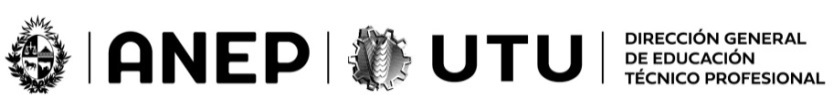 ANEP
UTU
DIRECCIÓN GENERAL
DE EDUCACIÓN
TÉCNICO PROFESIONAL